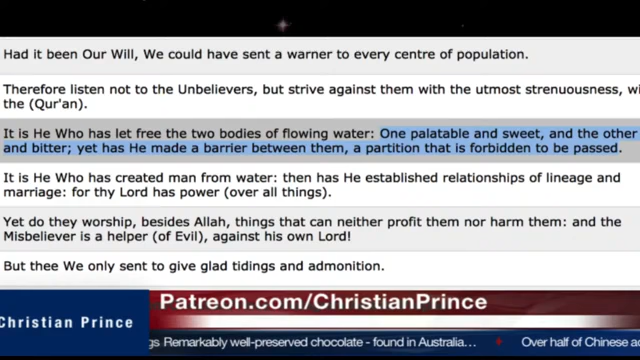 Had it been Our Will, We could have sent a warner to every centre of population.
Therefore listen not to the Unbelievers, but strive against them with the utmost strenuousness, wi
the (Qur'an).
It is He Who has let free the two bodies of flowing water: One palatable and sweet, and the other
and bitter; yet has He made a barrier between them, a partition that is forbidden to be passed.
It is He Who has created man from water: then has He established relationships of lineage and
marriage: for thy Lord has power (over all things).
Yet do they worship, besides Allah, things that can neither profit them nor harm them: and the
Misbeliever is a helper (of Evil), against his own Lord!
But thee We only sent to give glad tidings and admonition.
Patreon.com/ChristianPrince
Christian Prince
gs Remarkably well-preserved chocolate - found in Australia... Over half of Chinese a